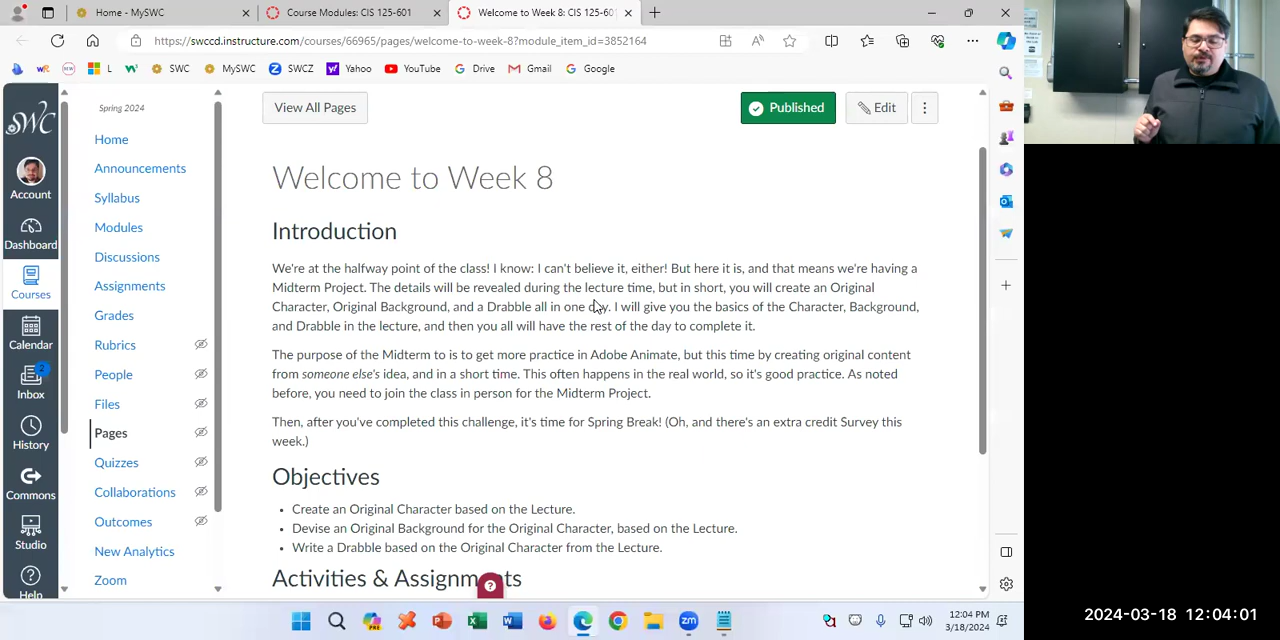 Home - MySWC
Course Modules: CIS 125-601
Welcome to Week 8: CIS 125-601
https://swccd.instructure.com/courses/66965/pages/welcome-to-week-8?module_item_id=3852164
L
SWC
MySWC
SWCZ
Yahoo
YouTube
Drive
Gmail
Google
SWC
Account
Dashboard
Courses
Calendar
2
Inbox
History
Commons
Studio
Help
Spring 2024
Home
Announcements
Syllabus
Modules
Discussions
Assignments
Grades
Rubrics
People
Files
Pages
Quizzes
Collaborations
Outcomes
New Analytics
Zoom
View All Pages
Published
Edit
Welcome to Week 8
Introduction
We're at the halfway point of the class! I know: I can't believe it, either! But here it is, and that means we're having a
Midterm Project. The details will be revealed during the lecture time, but in short, you will create an Original
Character, Original Background, and a Drabble all in one day. I will give you the basics of the Character, Background,
and Drabble in the lecture, and then you all will have the rest of the day to complete it.
The purpose of the Midterm to is to get more practice in Adobe Animate, but this time by creating original content
from someone else's idea, and in a short time. This often happens in the real world, so it's good practice. As noted
before, you need to join the class in person for the Midterm Project.
Then, after you've completed this challenge, it's time for Spring Break! (Oh, and there's an extra credit Survey this
week.)
Objectives
Create an Original Character based on the Lecture.
Devise an Original Background for the Original Character, based on the Lecture.
Write a Drabble based on the Original Character from the Lecture.
Activities & Assignments
12:04 PM
3/18/2024
2024-03-18 12:04:01